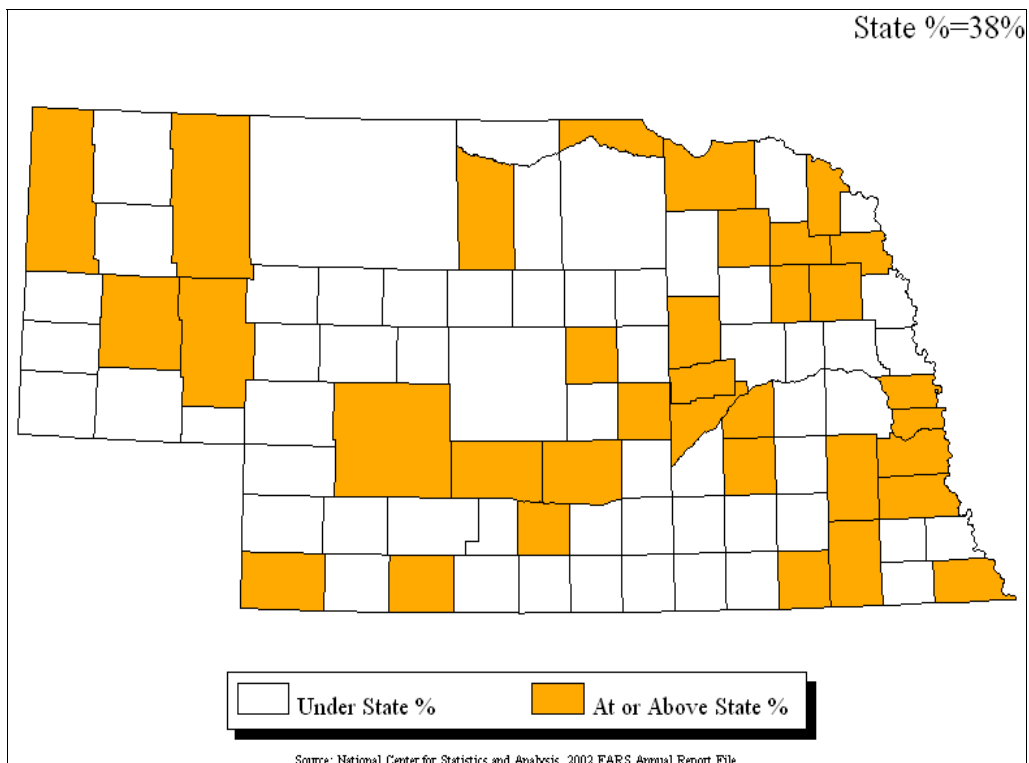 State %=38%
Under State %
At or Above State %
Source: National Center for Statistics and Analysis, 2002 FARS Annual Report File